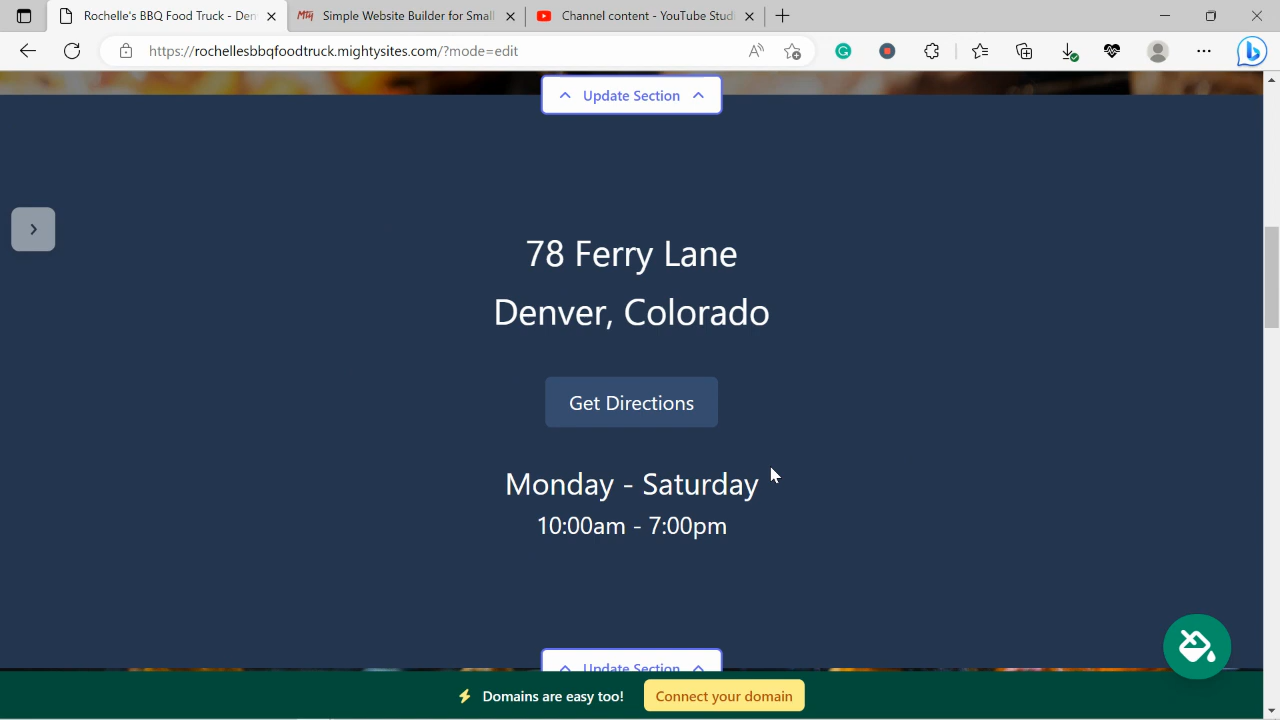 Rochelle's BBQ Food Truck - Den
Simple Website Builder for Small
Channel content - YouTube Studi
https://rochellesbbqfoodtruck.mightysites.com/?mode=edit
Update Section
78 Ferry Lane
Denver, Colorado
Get Directions
Monday - Saturday
10:00am - 7:00pm
Update Section
Domains are easy too!
Connect your domain